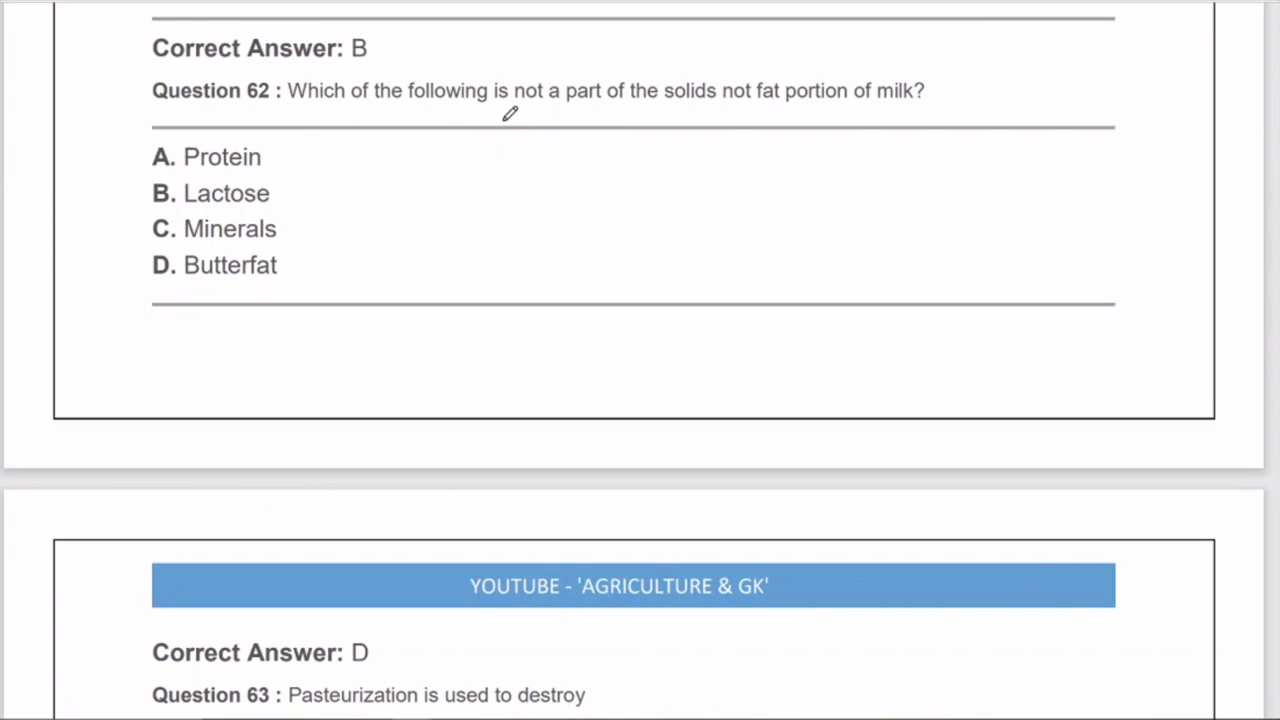 Correct Answer: B
Question 62 : Which of the following is not a part of the solids not fat portion of milk?
A. Protein
B. Lactose
C. Minerals
D. Butterfat
YOUTUBE - 'AGRICULTURE & GK'
Correct Answer: D
Question 63 : Pasteurization is used to destroy